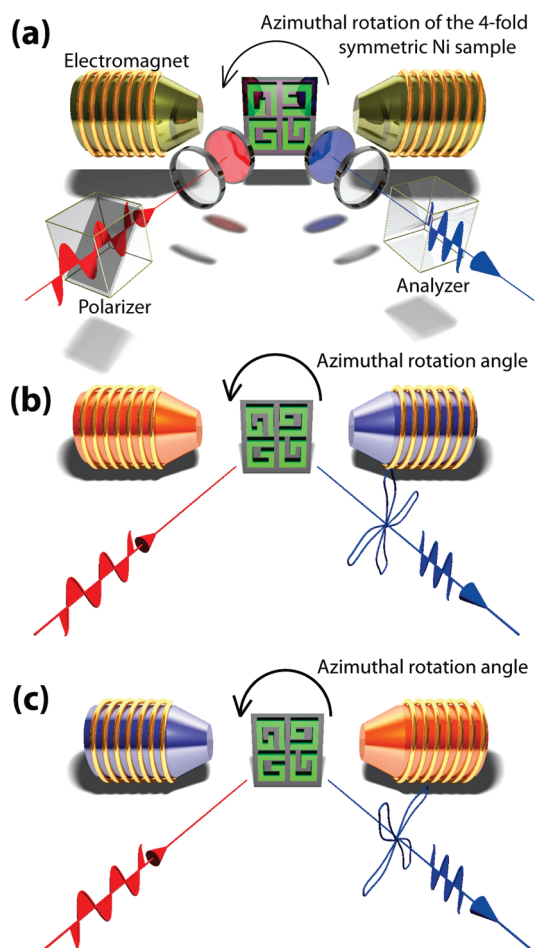 (a)
Azimuthal rotation of the 4-fold
symmetric Ni sample
Electromagnet
Polarizer
Analyzer
Azimuthal rotation angle
(b)
Azimuthal rotation angle
(c)